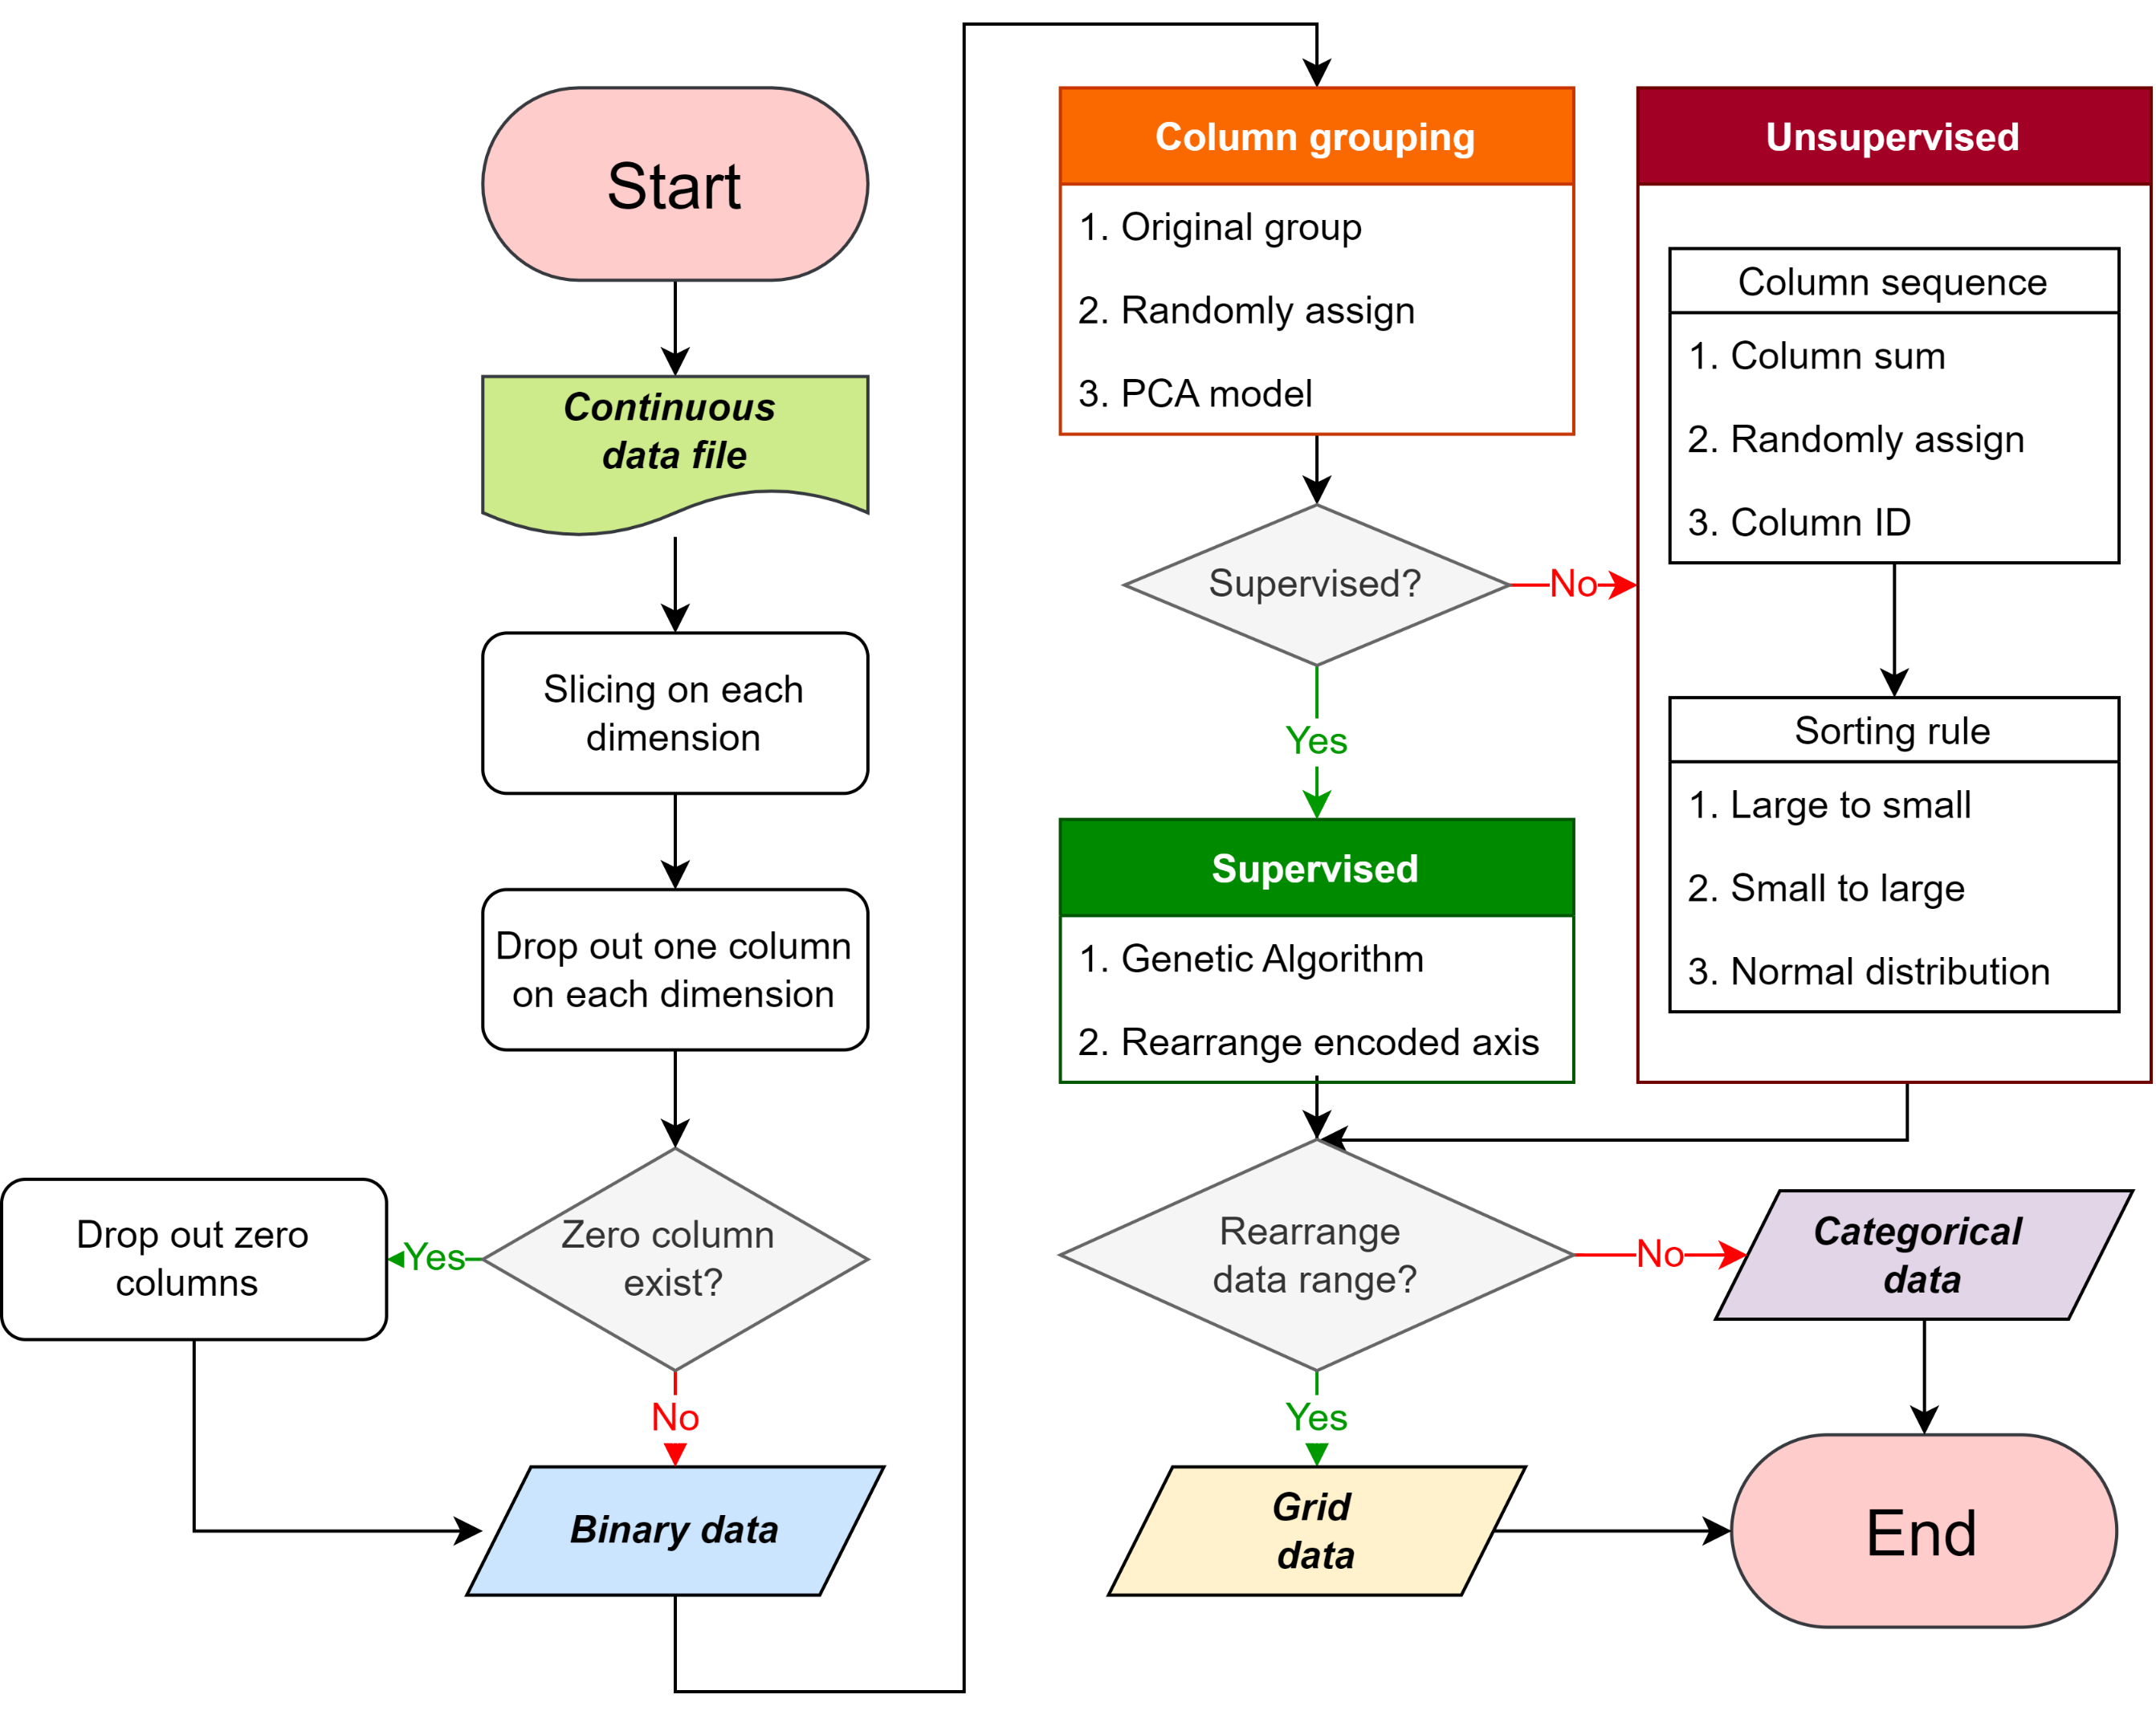 Start
Continuous
data file
Slicing on each
dimension
Drop out one column
on each dimension
Zero column
exist?
Yes
Drop out zero
columns
No
Binary data
Column grouping
1. Original group
2. Randomly assign
3. PCA model
Supervised?
No
Yes
Supervised
1. Genetic Algorithm
2. Rearrange encoded axis
Unsupervised
Column sequence
1. Column sum
2. Randomly assign
3. Column ID
Sorting rule
1. Large to small
2. Small to large
3. Normal distribution
Rearrange
data range?
No
Categorical
data
Yes
Grid
data
End